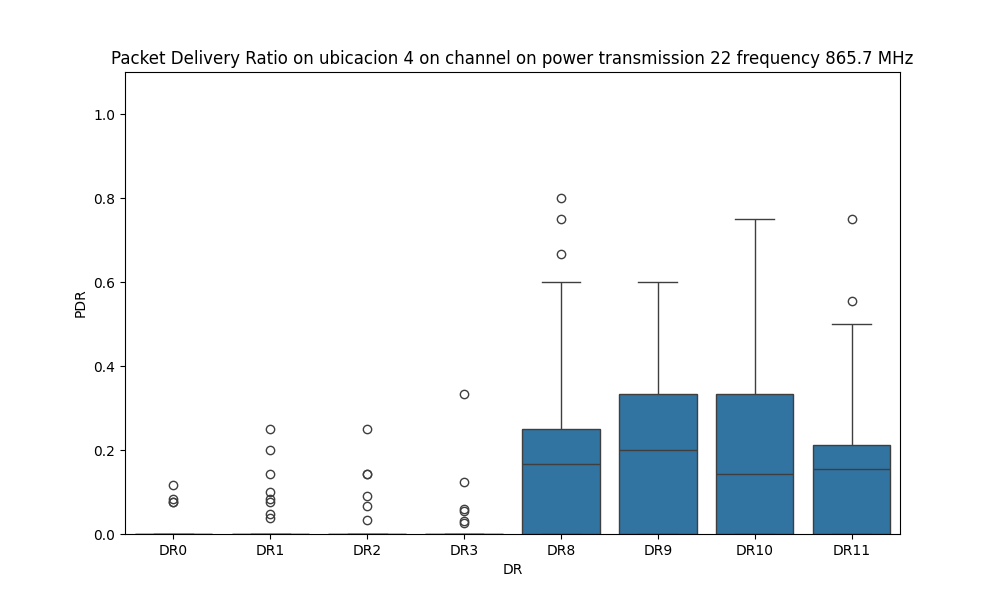 Packet Delivery Ratio on ubicacion 4 on channel on power transmission 22 frequency 865.7 MHz
1.0
0.8
0.6
PDR
0.4
0.2
0.0
DR0 DR1 DR2 DR3 DR8 DR9 DR10 DR11
DR